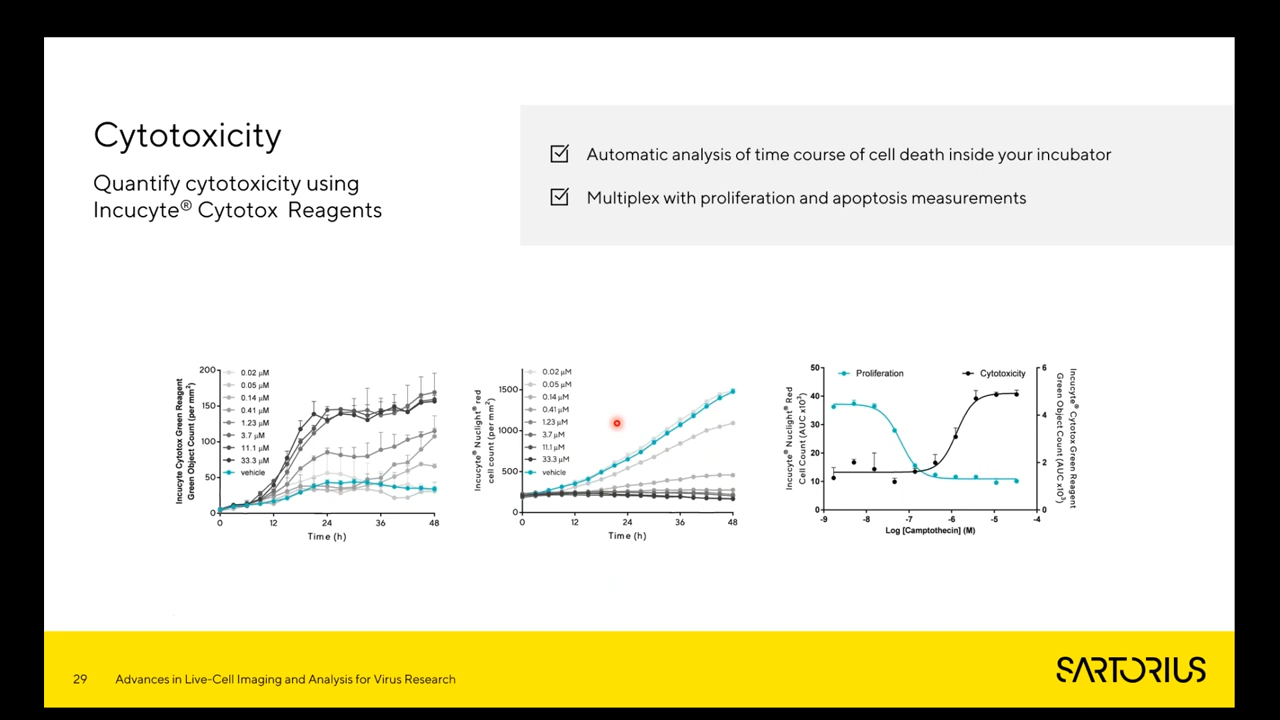 Cytotoxicity
Quantify cytotoxicity using
Incucyte® Cytotox Reagents
Automatic analysis of time course of cell death inside your incubator
Multiplex with proliferation and apoptosis measurements
Incucyte Cytotox Green Reagent
Green Object Count (per mm²)
200
150
100
50
0
0.02 µM
0.05 µM
0.14 µM
0.41 µM
1.23 µM
3.7 µM
11.1 µM
33.3 µM
vehicle
0 12 24 36 48
Time (h)
Incucyte® Nuclight® red
cell count (per mm²)
1500
1000
500
0
0.02 µM
0.05 µM
0.14 µM
0.41 µM
1.23 µM
3.7 µM
11.1 µM
33.3 µM
vehicle
0 12 24 36 48
Time (h)
Incucyte® Nuclight® Red
Cell Count (AUC x10³)
50
40
30
20
10
0
Proliferation
Cytotoxicity
6
4
2
0
Incucyte® Cytotox Green Reagent
Green Object Count (AUC x10³)
-9 -8 -7 -6 -5 -4
Log [Camptothecin] (M)
29 Advances in Live-Cell Imaging and Analysis for Virus Research
SARTORIUS